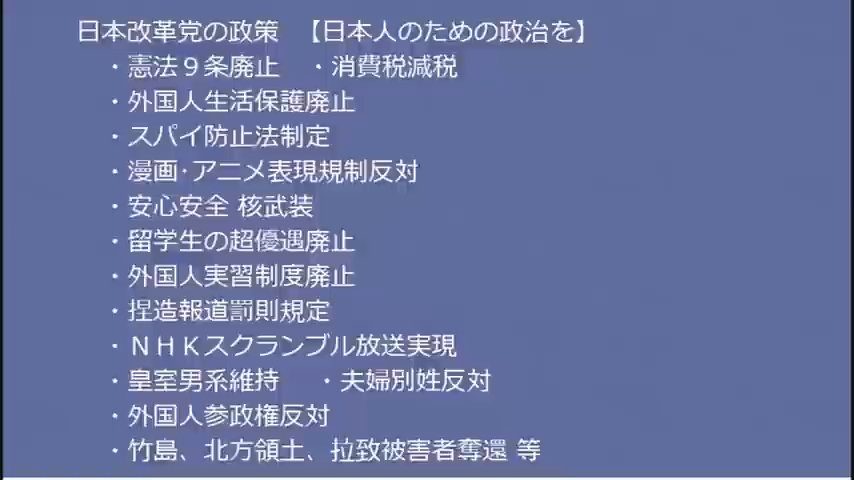 日本改革党の政策 【日本人のための政治を】
・憲法９条廃止 ・消費税減税
・外国人生活保護廃止
・スパイ防止法制定
・漫画･アニメ表現規制反対
・安心安全 核武装
・留学生の超優遇廃止
・外国人実習制度廃止
・捏造報道罰則規定
・ＮＨＫスクランブル放送実現
・皇室男系維持 ・夫婦別姓反対
・外国人参政権反対
・竹島、北方領土、拉致被害者奪還 等